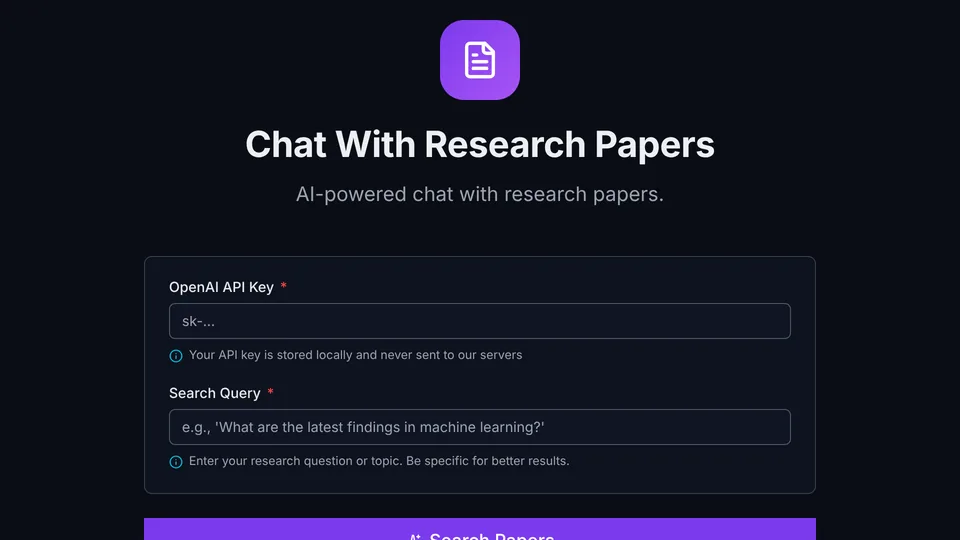 Chat With Research Papers
AI-powered chat with research papers.
OpenAI API Key *
sk-...
Your API key is stored locally and never sent to our servers
Search Query *
e.g., 'What are the latest findings in machine learning?'
Enter your research question or topic. Be specific for better results.
Search Papers